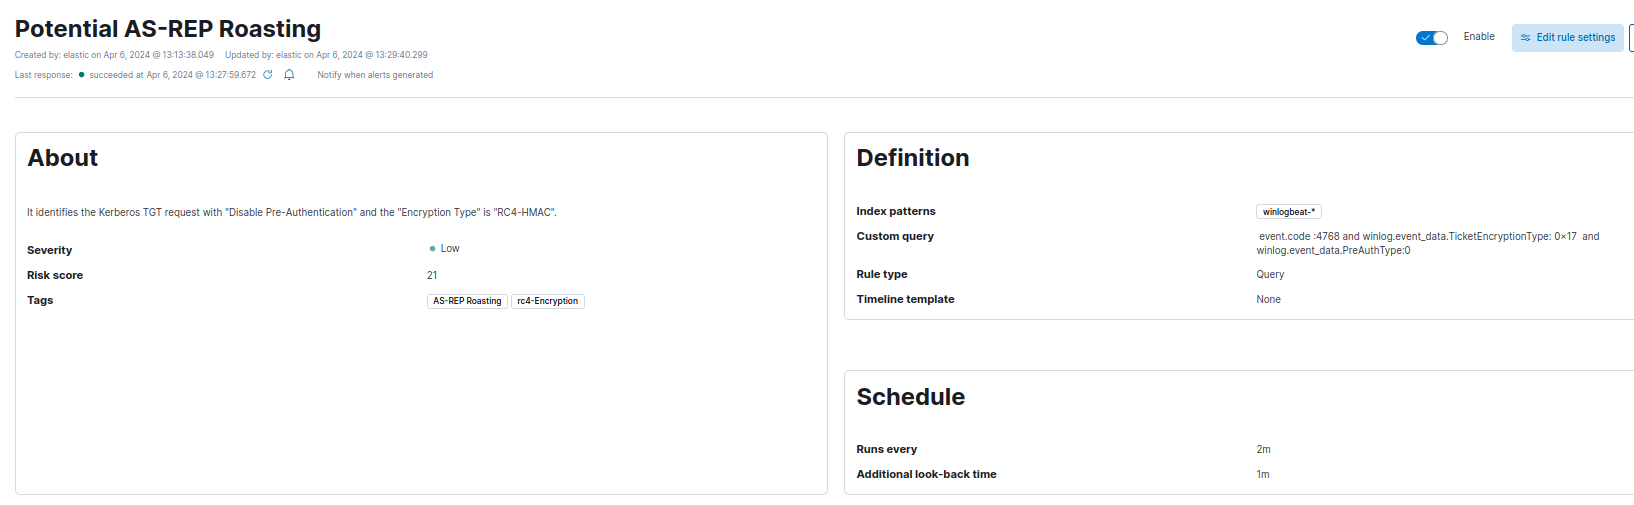 Potential AS-REP Roasting
Created by: elastic on Apr 6, 2024 @ 13:13:38.049 Updated by: elastic on Apr 6, 2024 @ 13:29:40.299
Last response: succeeded at Apr 6, 2024 @ 13:27:59.672 Notify when alerts generated
Enable
Edit rule settings
About
It identifies the Kerberos TGT request with "Disable Pre-Authentication" and the "Encryption Type" is "RC4-HMAC".
Severity Low
Risk score 21
Tags AS-REP Roasting rc4-Encryption
Definition
Index patterns winlogbeat-*
Custom query event.code :4768 and winlog.event_data.TicketEncryptionType: 0x17 and
winlog.event_data.PreAuthType:0
Rule type Query
Timeline template None
Schedule
Runs every 2m
Additional look-back time 1m